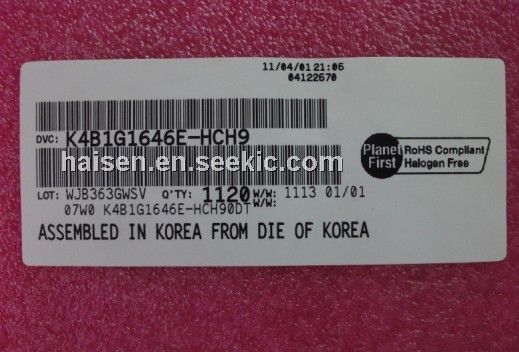 11/04/01 21:06
04122670
DVC: K4B1G1646E-HCH9
haisen.en.seekic.com
Planet First RoHS Compliant Halogen Free
LOT: WJB363GWSV Q'TY: 1120 W/W: 1113 01/01
W/W:
07W0 K4B1G1646E-HCH90DT
ASSEMBLED IN KOREA FROM DIE OF KOREA